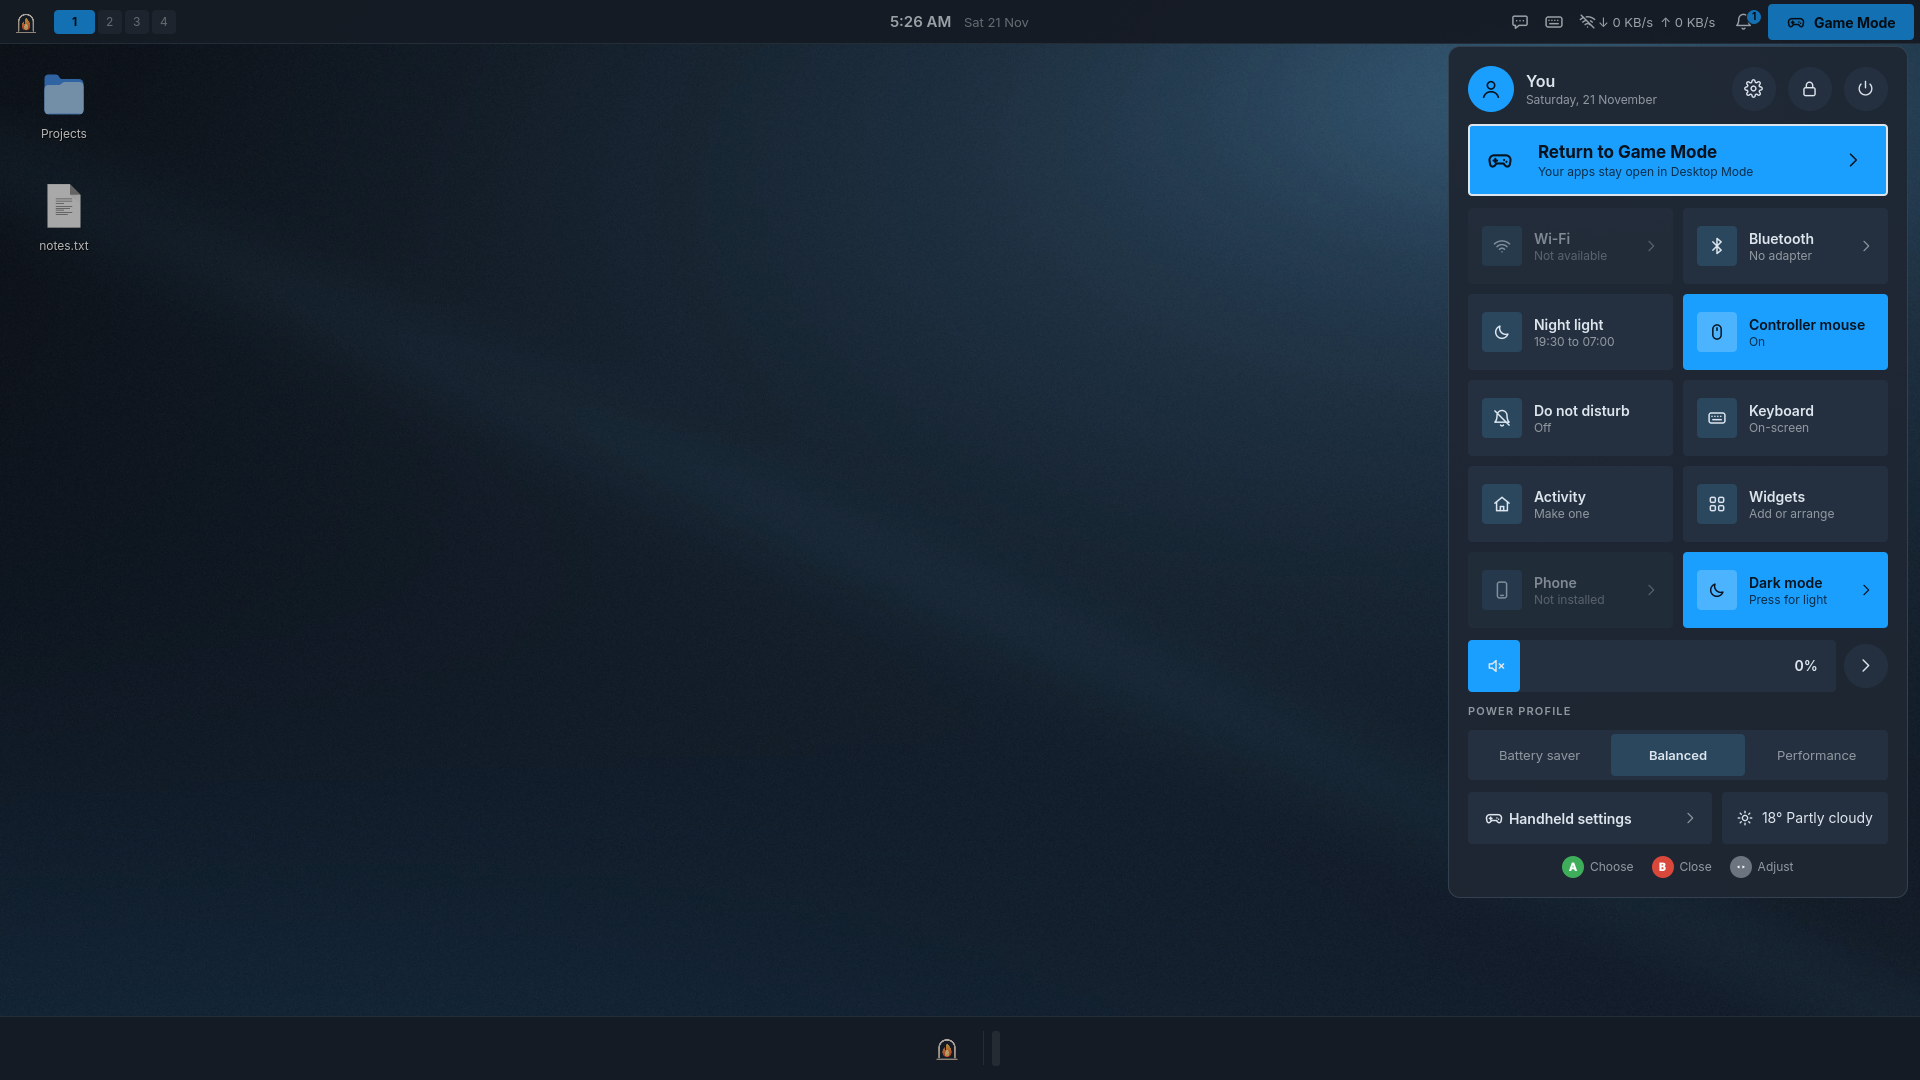 1 2 3 4
5:26 AM Sat 21 Nov
↓ 0 KB/s ↑ 0 KB/s
1
Game Mode
Projects
notes.txt
You
Saturday, 21 November
Return to Game Mode
Your apps stay open in Desktop Mode
Wi-Fi
Not available
Bluetooth
No adapter
Night light
19:30 to 07:00
Controller mouse
On
Do not disturb
Off
Keyboard
On-screen
Activity
Make one
Widgets
Add or arrange
Phone
Not installed
Dark mode
Press for light
0%
POWER PROFILE
Battery saver
Balanced
Performance
Handheld settings
18° Partly cloudy
A Choose
B Close
Adjust